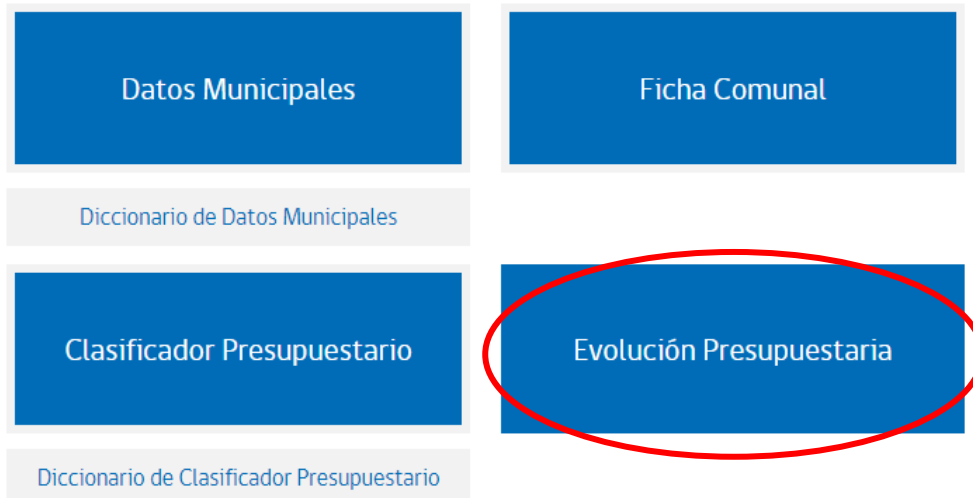 Datos Municipales
Ficha Comunal
Diccionario de Datos Municipales
Clasificador Presupuestario
Evolución Presupuestaria
Diccionario de Clasificador Presupuestario